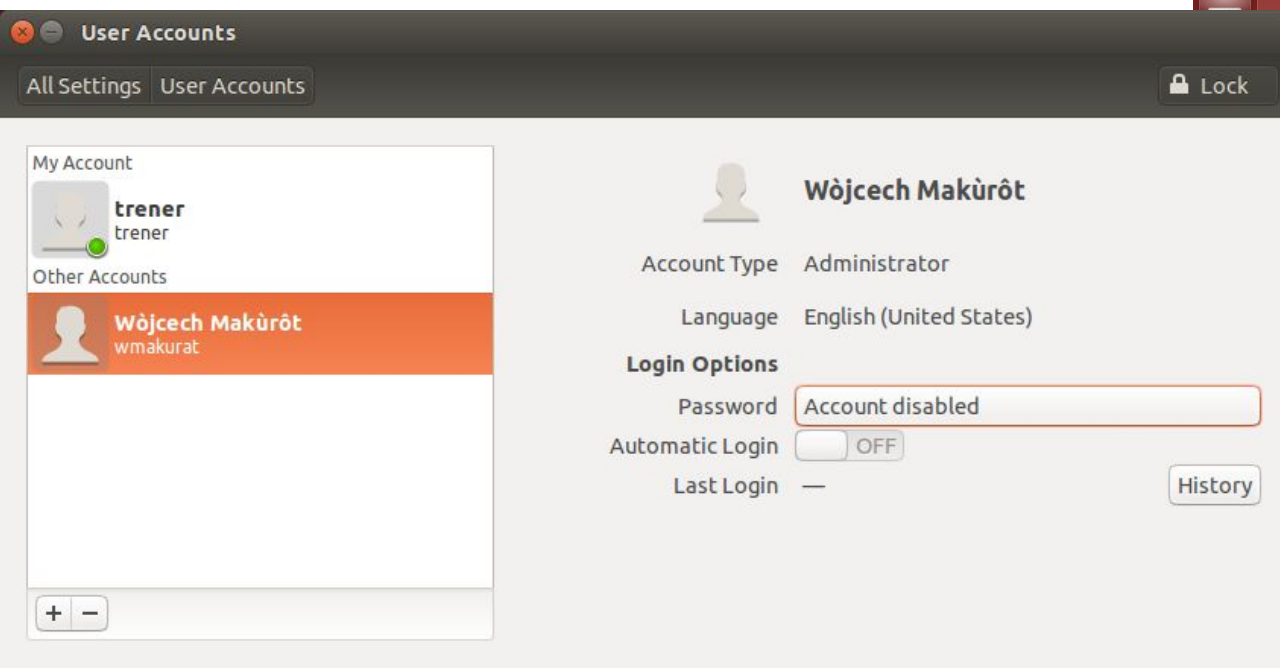 User Accounts
All Settings User Accounts Lock
My Account
trener
trener
Other Accounts
Wòjcech Makùrôt
wmakurat
+ −
Wòjcech Makùrôt
Account Type Administrator
Language English (United States)
Login Options
Password Account disabled
Automatic Login OFF
Last Login — History